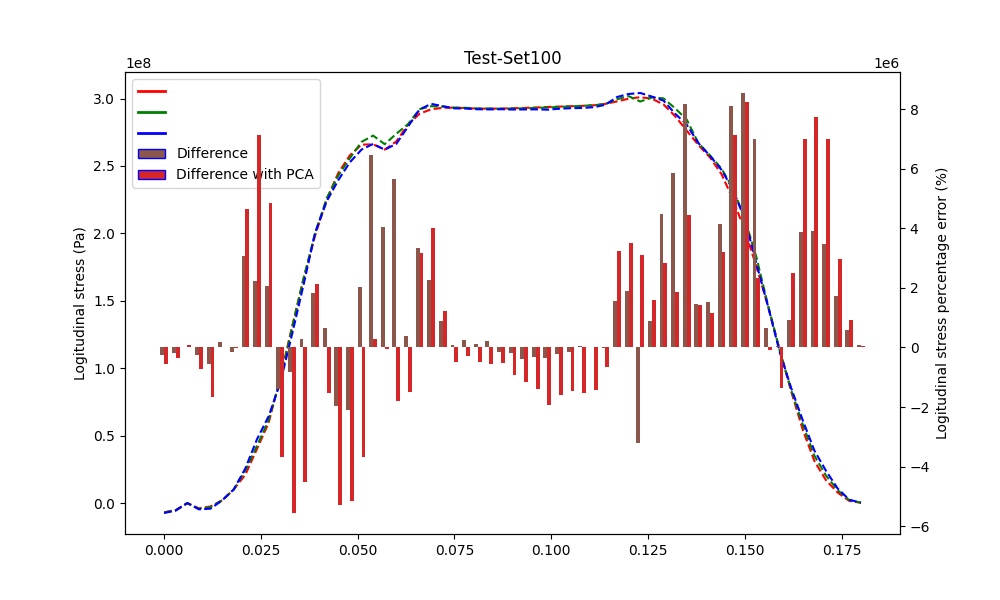 Test-Set100
1e8
1e6
Difference
Difference with PCA
Logitudinal stress (Pa)
3.0
2.5
2.0
1.5
1.0
0.5
0.0
8
6
4
2
0
−2
−4
−6
Logitudinal stress percentage error (%)
0.000 0.025 0.050 0.075 0.100 0.125 0.150 0.175